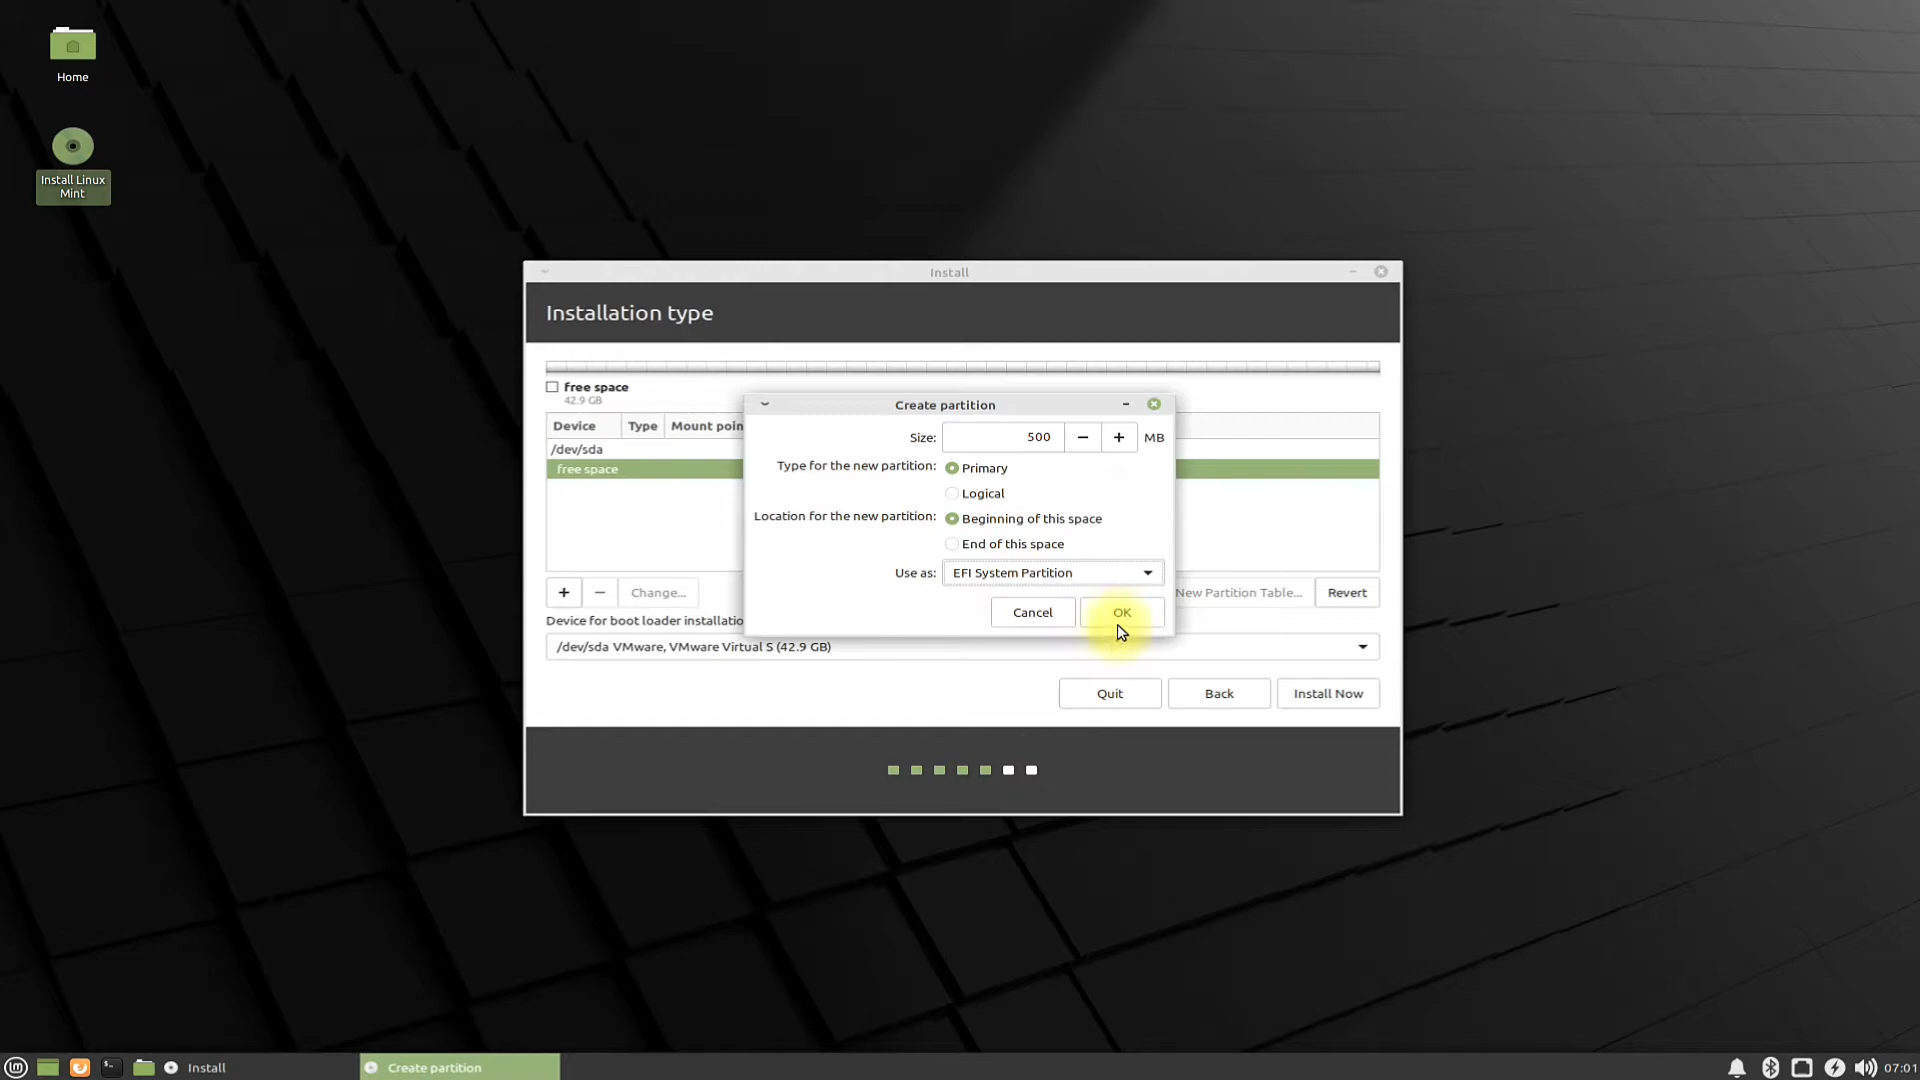 Home
Install Linux
Mint
Install
Installation type
free space
42.9 GB
Device Type Mount poin
/dev/sda
free space
Create partition
Size: 500 MB
Type for the new partition: Primary
Logical
Location for the new partition: Beginning of this space
End of this space
Use as: EFI System Partition
Cancel OK
+ − Change... New Partition Table... Revert
Device for boot loader installatio
/dev/sda VMware, VMware Virtual S (42.9 GB)
Quit Back Install Now
Install Create partition 07:01